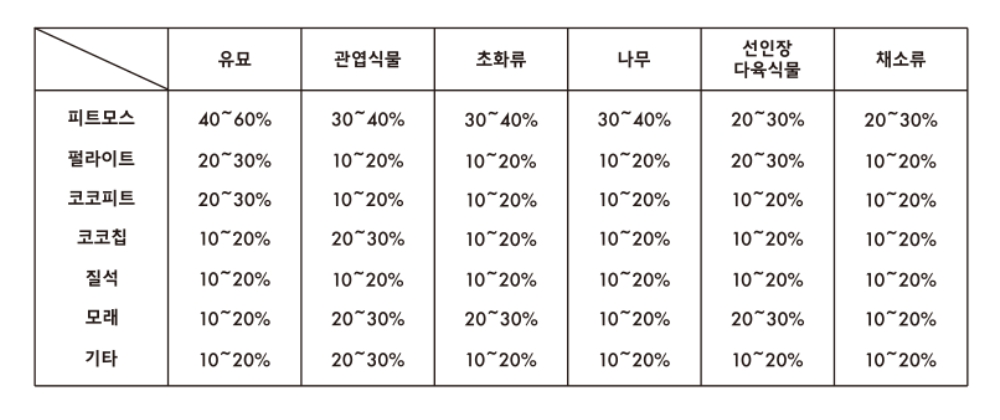 유묘 관엽식물 초화류 나무 선인장 다육식물 채소류
피트모스 40~60% 30~40% 30~40% 30~40% 20~30% 20~30%
펄라이트 20~30% 10~20% 10~20% 10~20% 20~30% 10~20%
코코피트 20~30% 10~20% 10~20% 10~20% 10~20% 10~20%
코코칩 10~20% 20~30% 10~20% 10~20% 10~20% 10~20%
질석 10~20% 10~20% 10~20% 10~20% 10~20% 10~20%
모래 10~20% 20~30% 20~30% 10~20% 20~30% 10~20%
기타 10~20% 20~30% 10~20% 10~20% 10~20% 10~20%